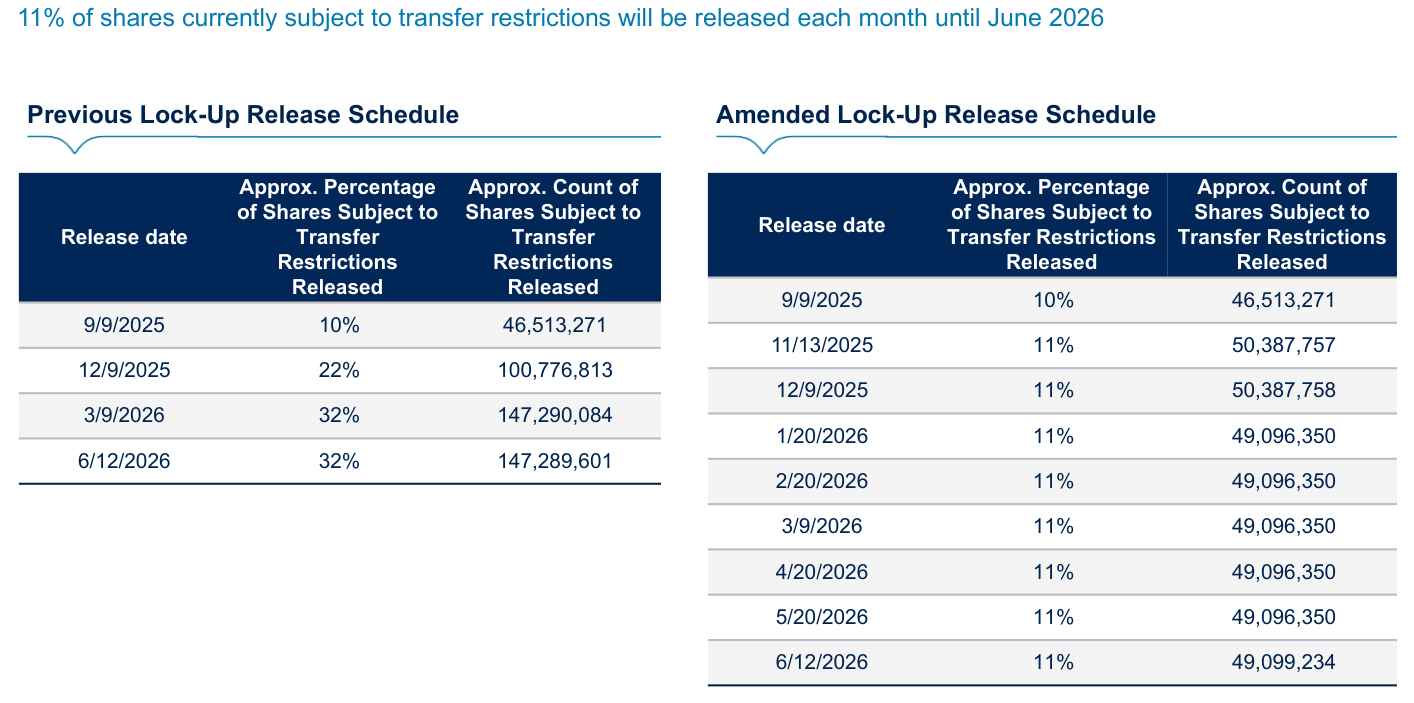 11% of shares currently subject to transfer restrictions will be released each month until June 2026
Previous Lock-Up Release Schedule
Release date
Approx. Percentage
of Shares Subject to
Transfer
Restrictions
Released
Approx. Count of
Shares Subject to
Transfer
Restrictions
Released
9/9/2025 10% 46,513,271
12/9/2025 22% 100,776,813
3/9/2026 32% 147,290,084
6/12/2026 32% 147,289,601
Amended Lock-Up Release Schedule
Release date
Approx. Percentage
of Shares Subject to
Transfer Restrictions
Released
Approx. Count of
Shares Subject to
Transfer Restrictions
Released
9/9/2025 10% 46,513,271
11/13/2025 11% 50,387,757
12/9/2025 11% 50,387,758
1/20/2026 11% 49,096,350
2/20/2026 11% 49,096,350
3/9/2026 11% 49,096,350
4/20/2026 11% 49,096,350
5/20/2026 11% 49,096,350
6/12/2026 11% 49,099,234